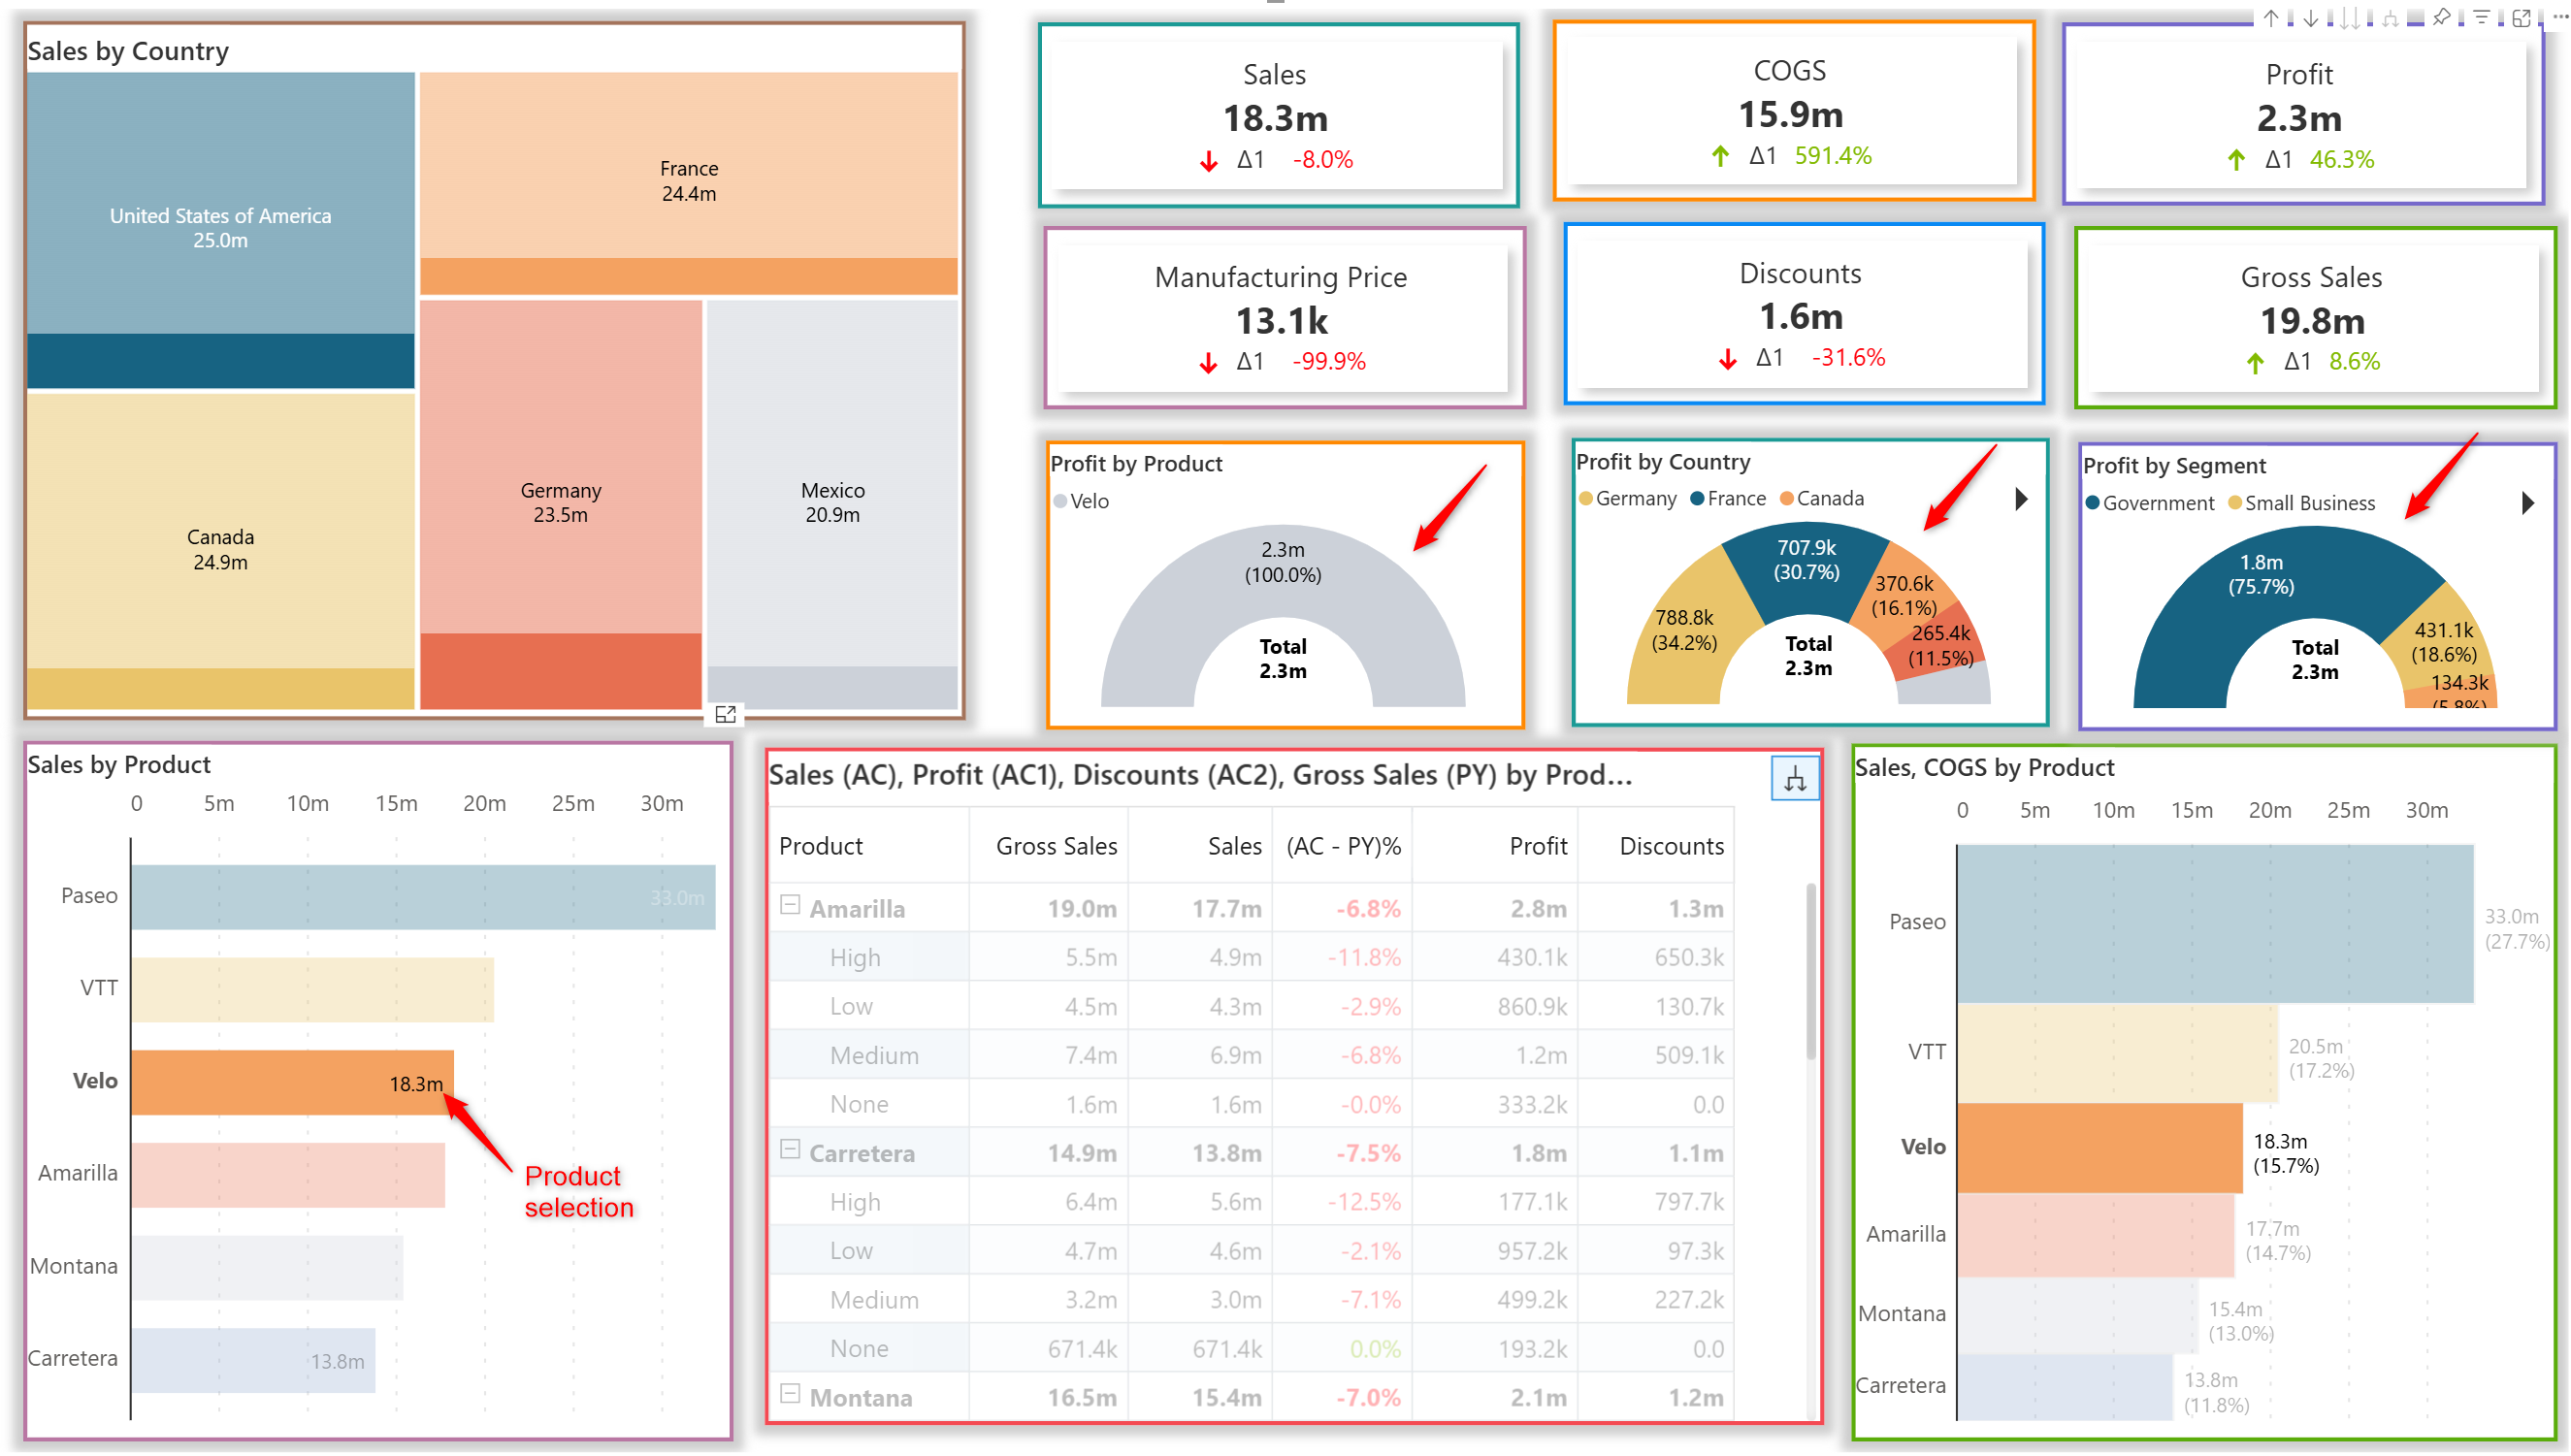 Sales by Country
United States of America
25.0m
France
24.4m
Canada
24.9m
Germany
23.5m
Mexico
20.9m
Sales
18.3m
Δ1 -8.0%
COGS
15.9m
Δ1 591.4%
Profit
2.3m
Δ1 46.3%
Manufacturing Price
13.1k
Δ1 -99.9%
Discounts
1.6m
Δ1 -31.6%
Gross Sales
19.8m
Δ1 8.6%
Profit by Product
Velo
2.3m
(100.0%)
Total
2.3m
Profit by Country
Germany France Canada
788.8k
(34.2%)
707.9k
(30.7%)
370.6k
(16.1%)
265.4k
(11.5%)
Total
2.3m
Profit by Segment
Government Small Business
1.8m
(75.7%)
431.1k
(18.6%)
134.3k
(5.8%)
Total
2.3m
Sales by Product
0 5m 10m 15m 20m 25m 30m
Paseo 33.0m
VTT
Velo 18.3m
Amarilla
Montana
Carretera 13.8m
Product
selection
Sales (AC), Profit (AC1), Discounts (AC2), Gross Sales (PY) by Prod...
Product Gross Sales Sales (AC - PY)% Profit Discounts
Amarilla 19.0m 17.7m -6.8% 2.8m 1.3m
High 5.5m 4.9m -11.8% 430.1k 650.3k
Low 4.5m 4.3m -2.9% 860.9k 130.7k
Medium 7.4m 6.9m -6.8% 1.2m 509.1k
None 1.6m 1.6m -0.0% 333.2k 0.0
Carretera 14.9m 13.8m -7.5% 1.8m 1.1m
High 6.4m 5.6m -12.5% 177.1k 797.7k
Low 4.7m 4.6m -2.1% 957.2k 97.3k
Medium 3.2m 3.0m -7.1% 499.2k 227.2k
None 671.4k 671.4k 0.0% 193.2k 0.0
Montana 16.5m 15.4m -7.0% 2.1m 1.2m
Sales, COGS by Product
0 5m 10m 15m 20m 25m 30m
Paseo
33.0m
(27.7%)
VTT
20.5m
(17.2%)
Velo
18.3m
(15.7%)
Amarilla
17.7m
(14.7%)
Montana
15.4m
(13.0%)
Carretera
13.8m
(11.8%)